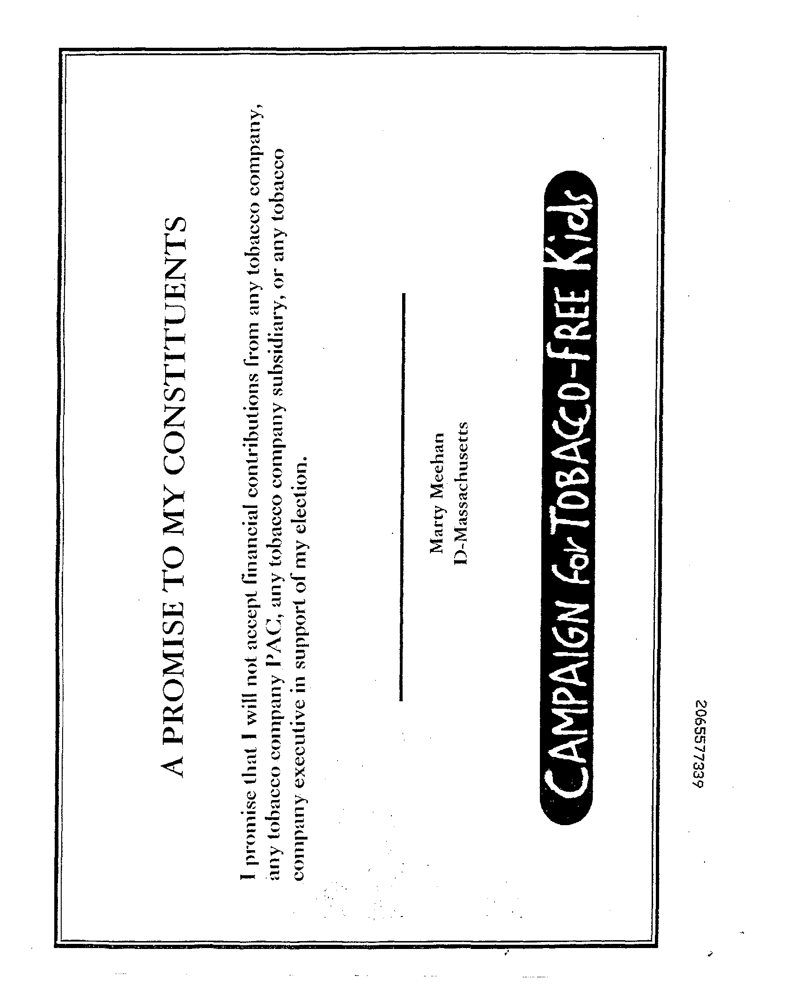 A PROMISE TO MY CONSTITUENTS
I promise that I will not accept financial contributions from any tobacco company,
any tobacco company PAC, any tobacco company subsidiary, or any tobacco
company executive in support of my election.
Marty Meehan
D-Massachusetts
CAMPAIGN for TOBACCO-FREE Kids
2065577339